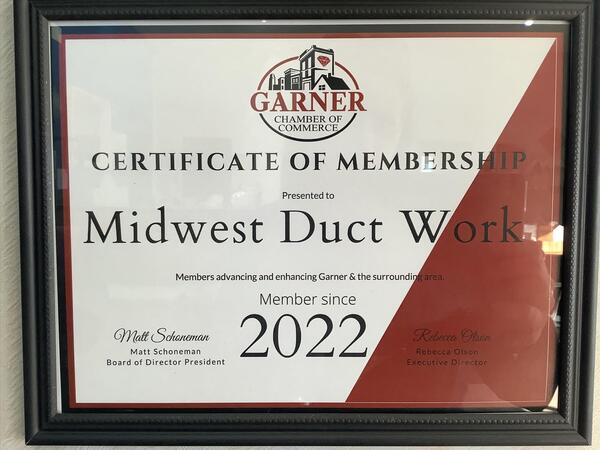 GARNER
CHAMBER OF
COMMERCE
CERTIFICATE OF MEMBERSHIP
Presented to
Midwest Duct Work
Members advancing and enhancing Garner & the surrounding area.
Member since
2022
Matt Schoneman
Matt Schoneman
Board of Director President
Rebecca Olson
Rebecca Olson
Executive Director